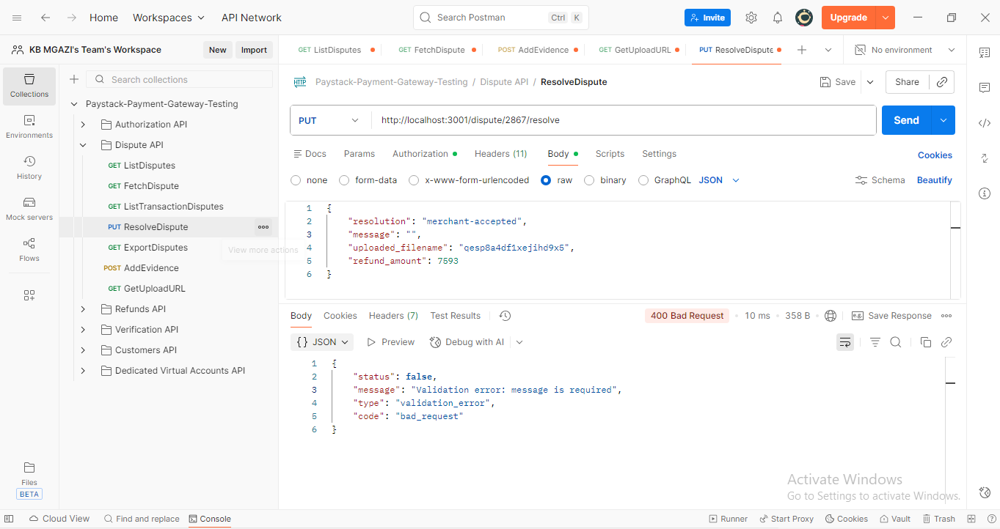 Home Workspaces API Network Search Postman Ctrl K Invite Upgrade
KB MGAZI's Team's Workspace New Import GET ListDisputes GET FetchDispute POST AddEvidence GET GetUploadURL PUT ResolveDispute No environment
Collections
Environments
History
Mock servers
Flows
Files
BETA
Search collections
Paystack-Payment-Gateway-Testing
Authorization API
Dispute API
GET ListDisputes
GET FetchDispute
GET ListTransactionDisputes
PUT ResolveDispute
View more actions
GET ExportDisputes
POST AddEvidence
GET GetUploadURL
Refunds API
Verification API
Customers API
Dedicated Virtual Accounts API
HTTP Paystack-Payment-Gateway-Testing / Dispute API / ResolveDispute Save Share
PUT http://localhost:3001/dispute/2867/resolve Send
Docs Params Authorization Headers (11) Body Scripts Settings Cookies
none form-data x-www-form-urlencoded raw binary GraphQL JSON Schema Beautify
1 {
2 "resolution": "merchant-accepted",
3 "message": "",
4 "uploaded_filename": "qesp8a4df1xejihd9x5",
5 "refund_amount": 7593
6 }
Body Cookies Headers (7) Test Results 400 Bad Request 10 ms 358 B e.g. Save Response
{} JSON Preview Debug with AI
1 {
2 "status": false,
3 "message": "Validation error: message is required",
4 "type": "validation_error",
5 "code": "bad_request"
6 }
Activate Windows
Go to Settings to activate Windows.
Cloud View Find and replace Console Runner Start Proxy Cookies Vault Trash